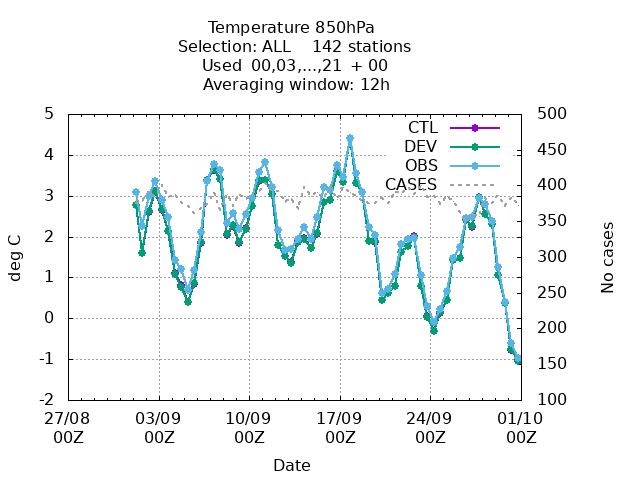 Temperature 850hPa
Selection: ALL 142 stations
Used 00,03,...,21 + 00
Averaging window: 12h
5 500
CTL
DEV
OBS
CASES
4 450
3 400
350
2 300
1 250
0 200
-1 150
-2 100
deg C
No cases
27/08 03/09 10/09 17/09 24/09 01/10
00Z 00Z 00Z 00Z 00Z 00Z
Date